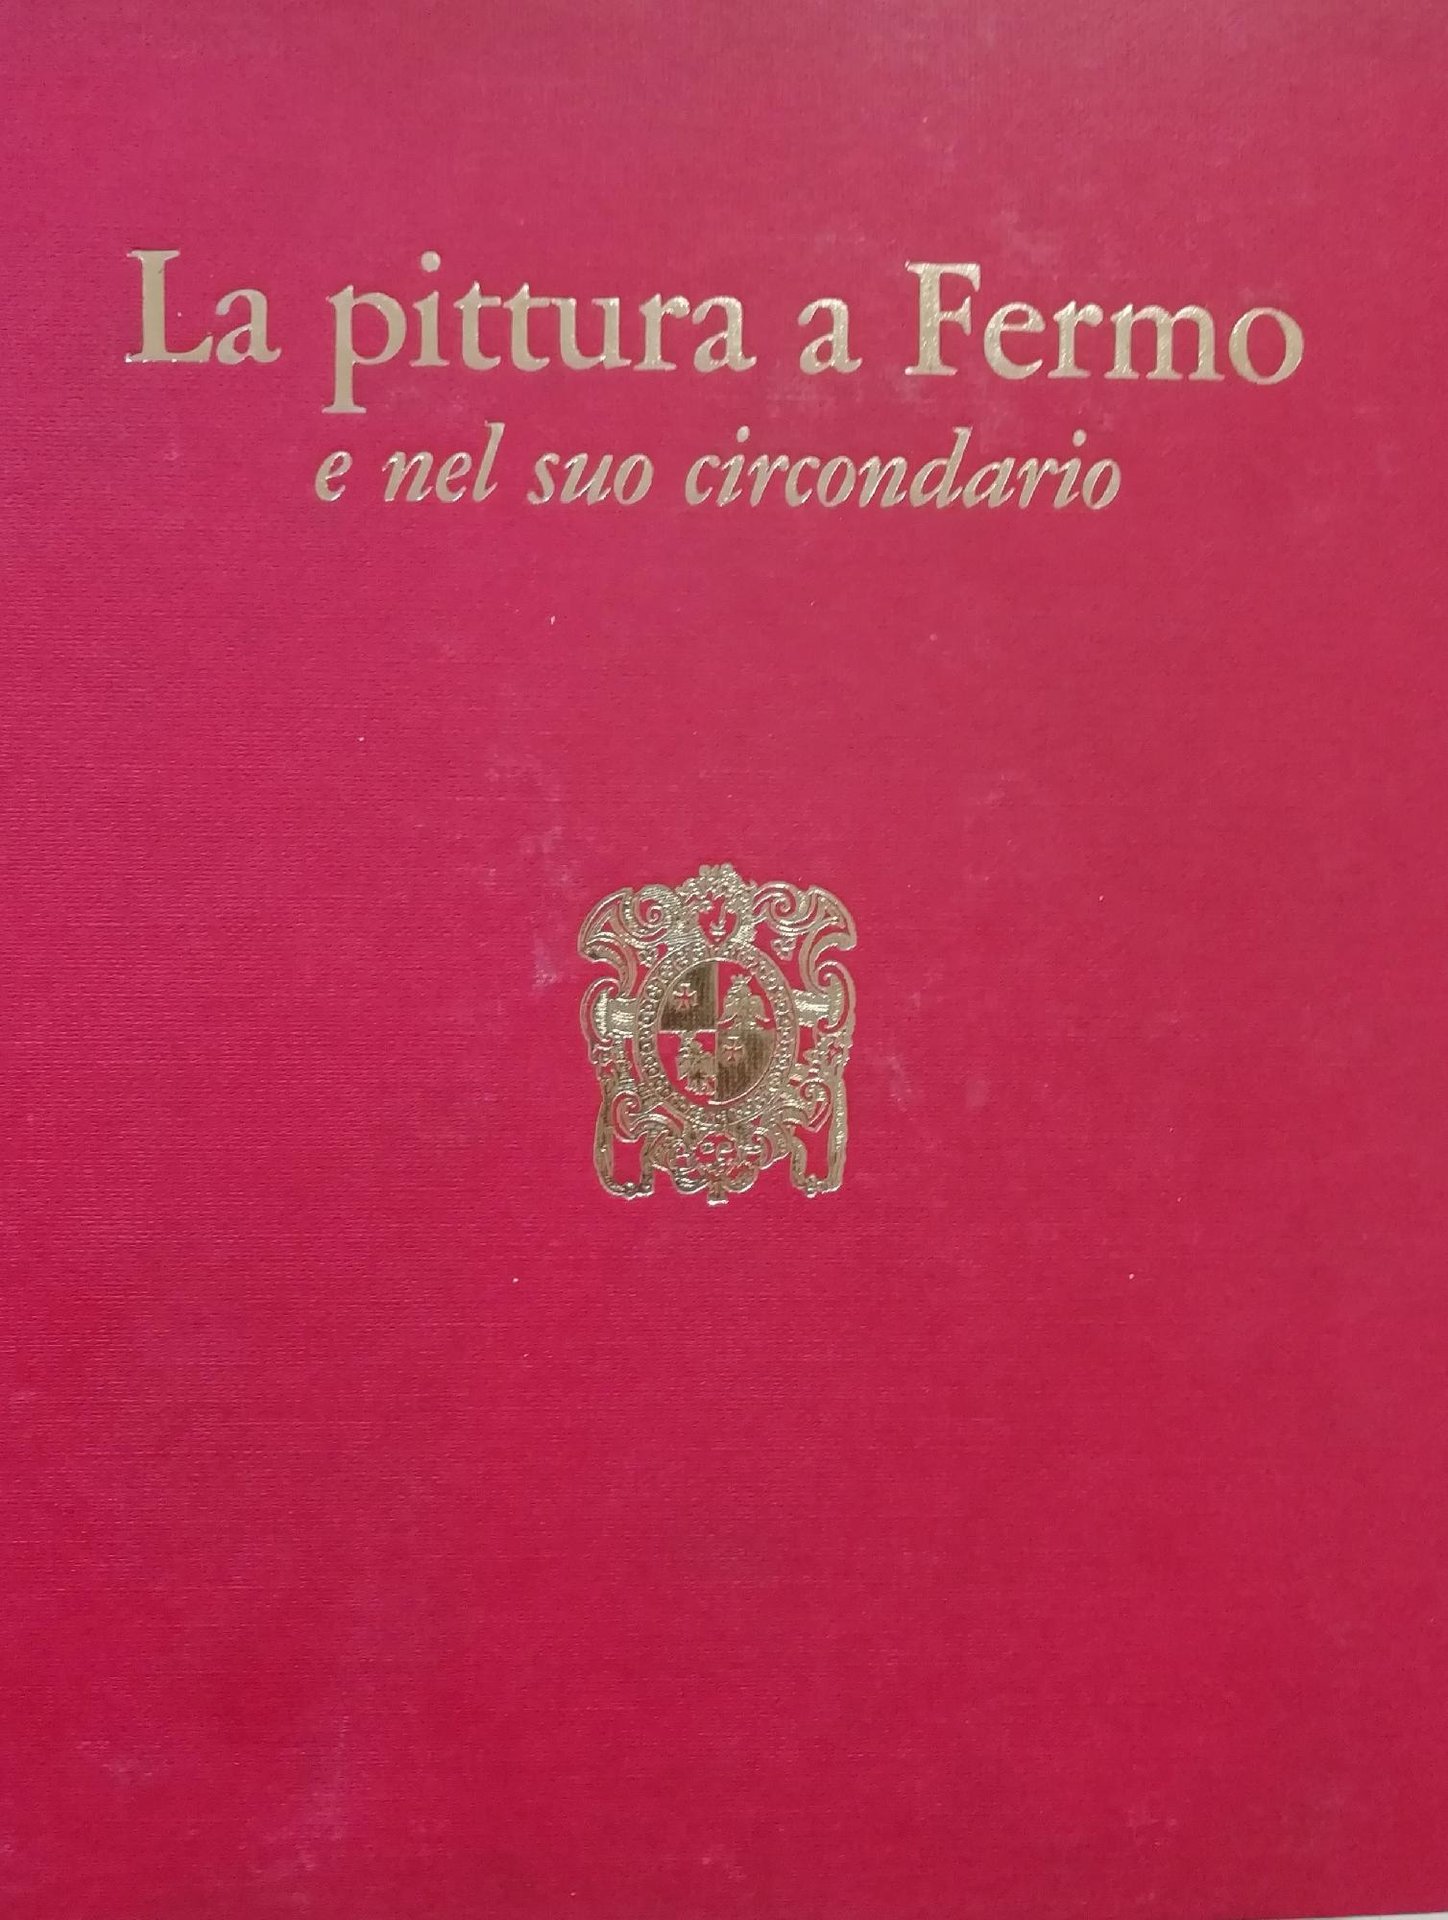 La pittura a Fermo
e nel suo circondario